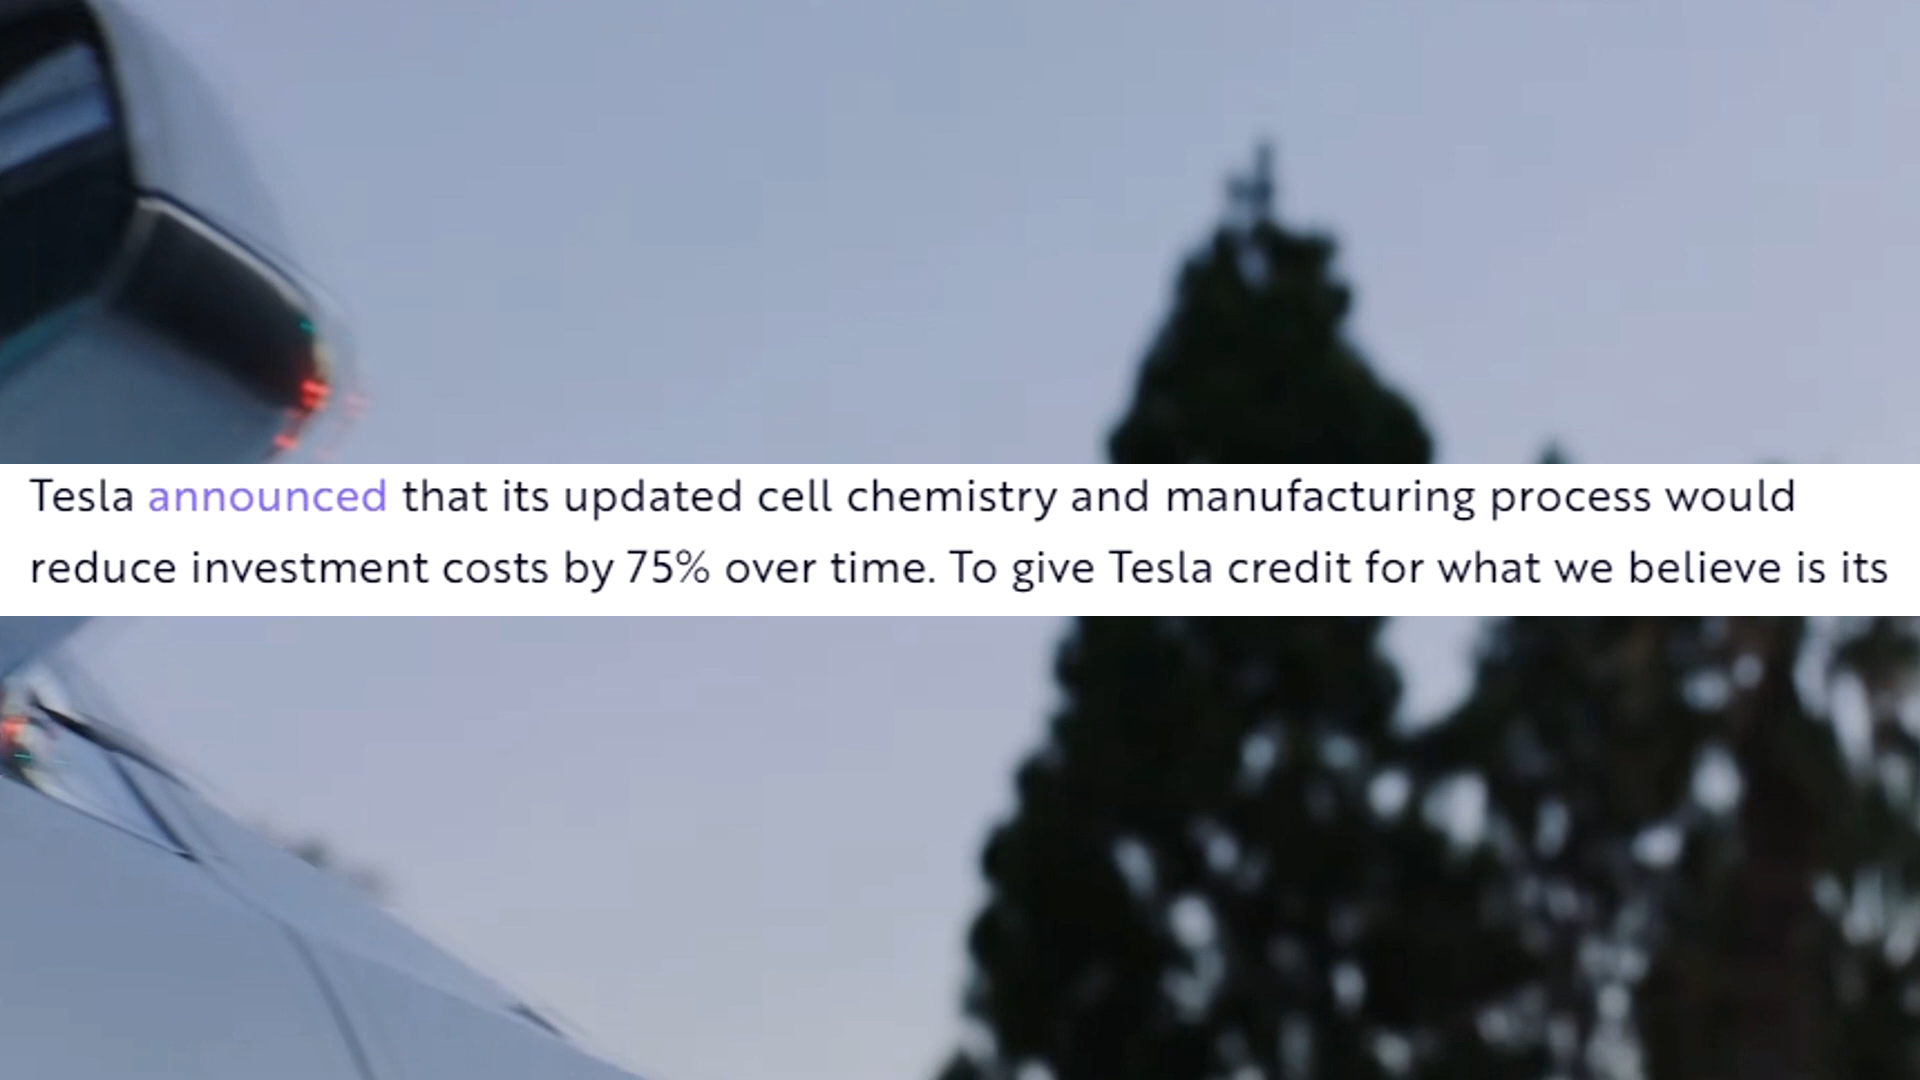 Tesla announced that its updated cell chemistry and manufacturing process would
reduce investment costs by 75% over time. To give Tesla credit for what we believe is its